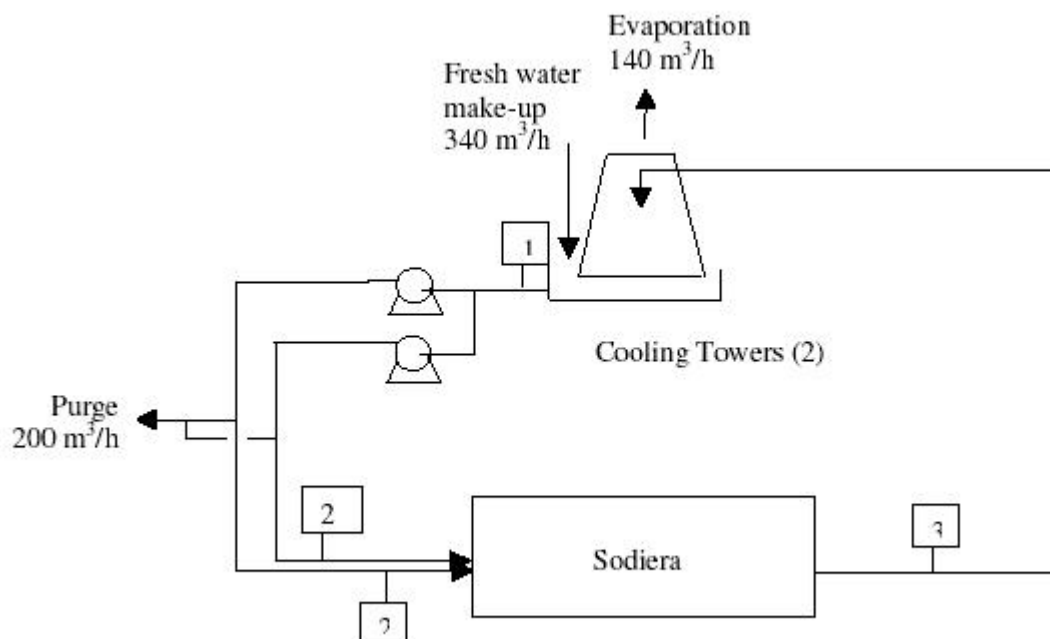 Evaporation
140 m³/h
Fresh water
make-up
340 m³/h
1
Cooling Towers (2)
Purge
200 m³/h
2
Sodiera
3
2